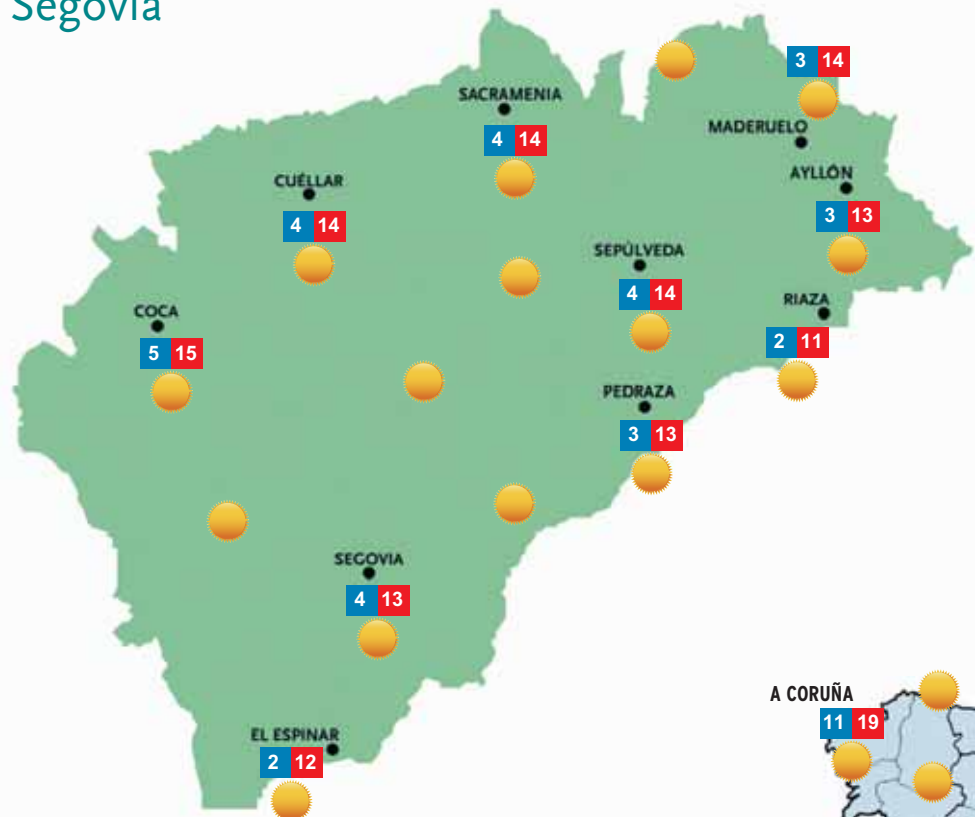 Segovia
3 14
SACRAMENIA
MADERUELO
4 14
AYLLÓN
CUÉLLAR
3 13
4 14
SEPÚLVEDA
4 14
RIAZA
COCA
2 11
5 15
PEDRAZA
3 13
SEGOVIA
4 13
A CORUÑA
11 19
EL ESPINAR
2 12